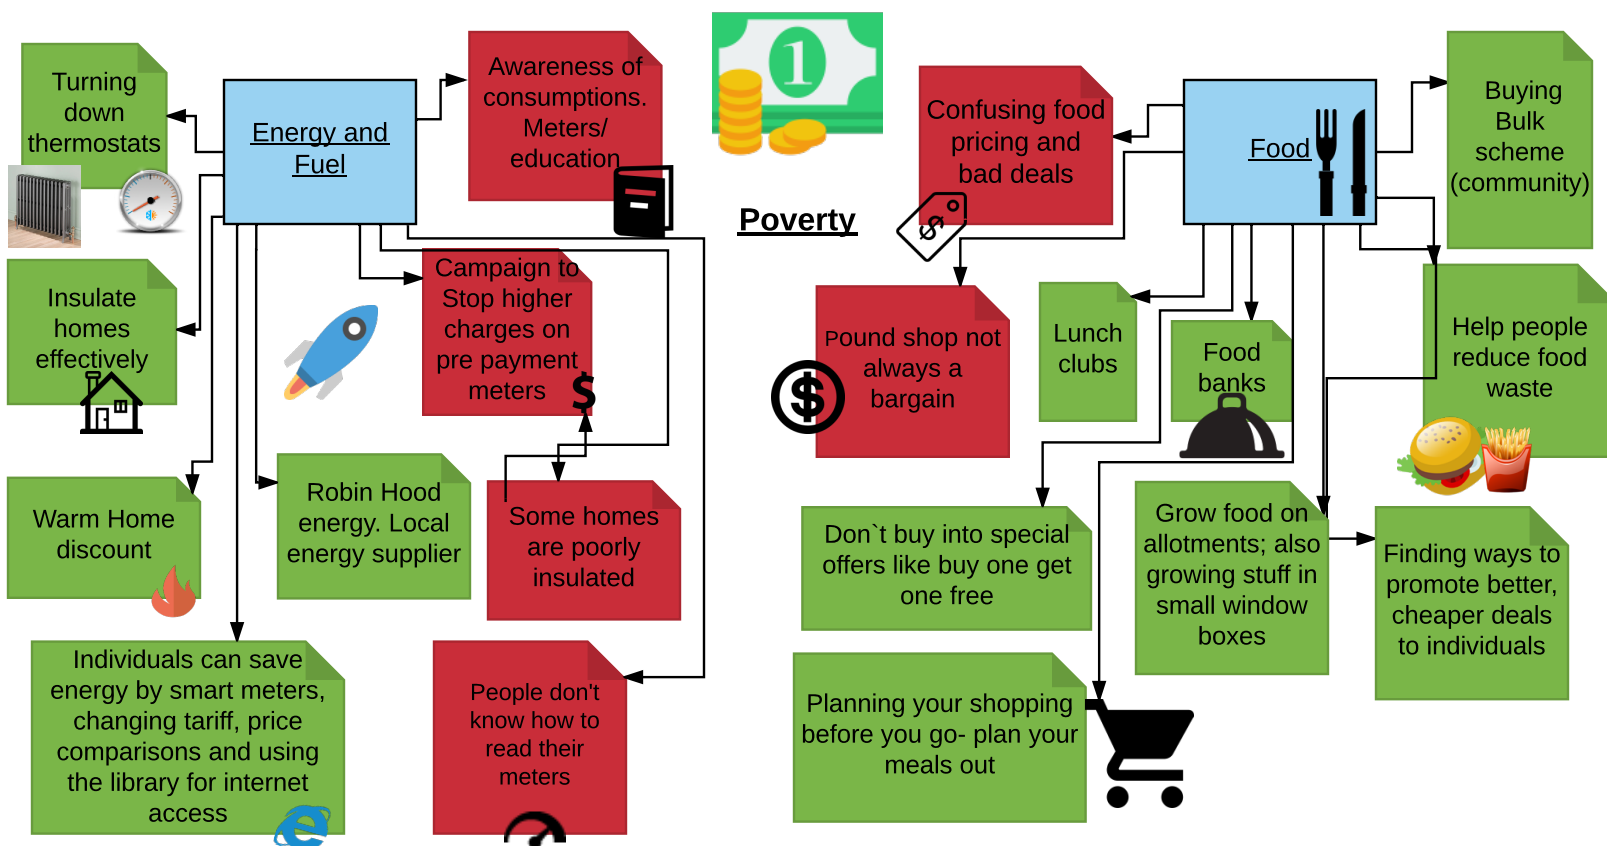 Turning
down
thermostats
Energy and
Fuel
Awareness of
consumptions.
Meters/
education
Insulate
homes
effectively
Campaign to
Stop higher
charges on
pre payment
meters
$
Warm Home
discount
Robin Hood
energy. Local
energy supplier
Some homes
are poorly
insulated
Individuals can save
energy by smart meters,
changing tariff, price
comparisons and using
the library for internet
access
People don't
know how to
read their
meters
1
Poverty
Confusing food
pricing and
bad deals
$
Food
Buying
Bulk
scheme
(community)
Pound shop not
always a
bargain
$
Lunch
clubs
Food
banks
Help people
reduce food
waste
Don`t buy into special
offers like buy one get
one free
Grow food on
allotments; also
growing stuff in
small window
boxes
Finding ways to
promote better,
cheaper deals
to individuals
Planning your shopping
before you go- plan your
meals out